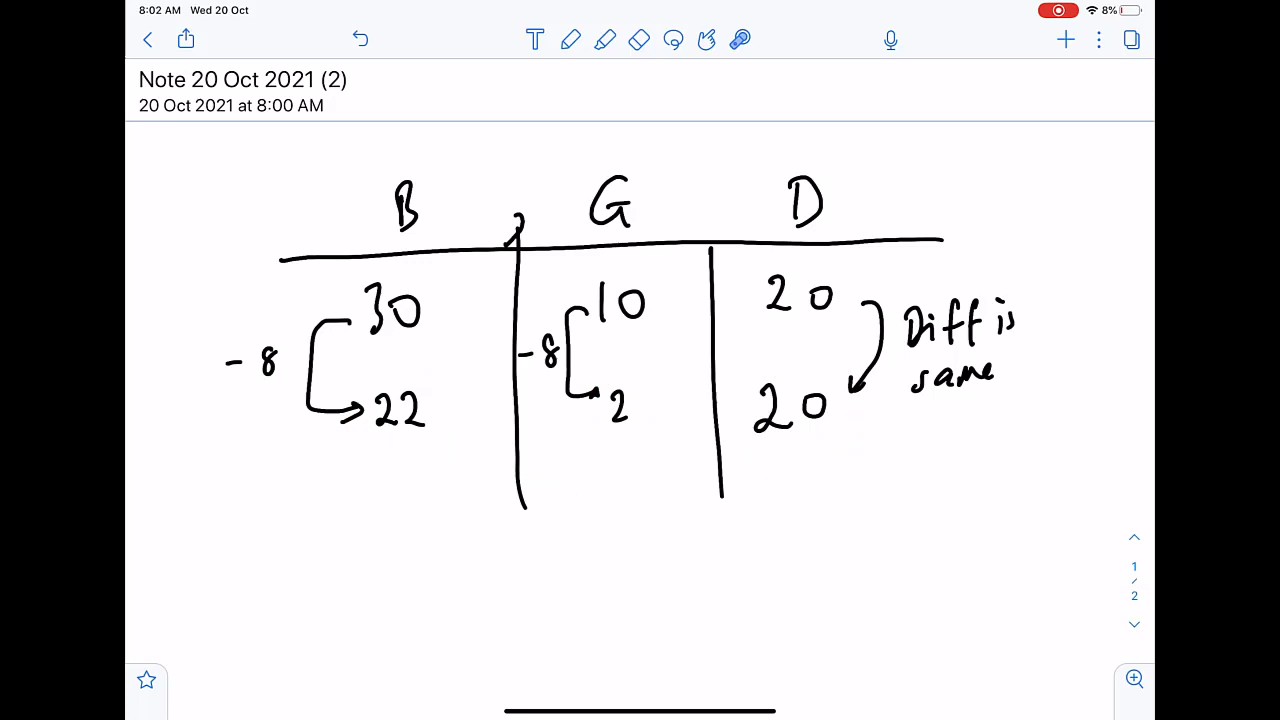 8:02 AM Wed 20 Oct
8%
Note 20 Oct 2021 (2)
20 Oct 2021 at 8:00 AM
B G D
30 10 20
Diff is
same
- 8 - 8
22 2 20
1
/
2